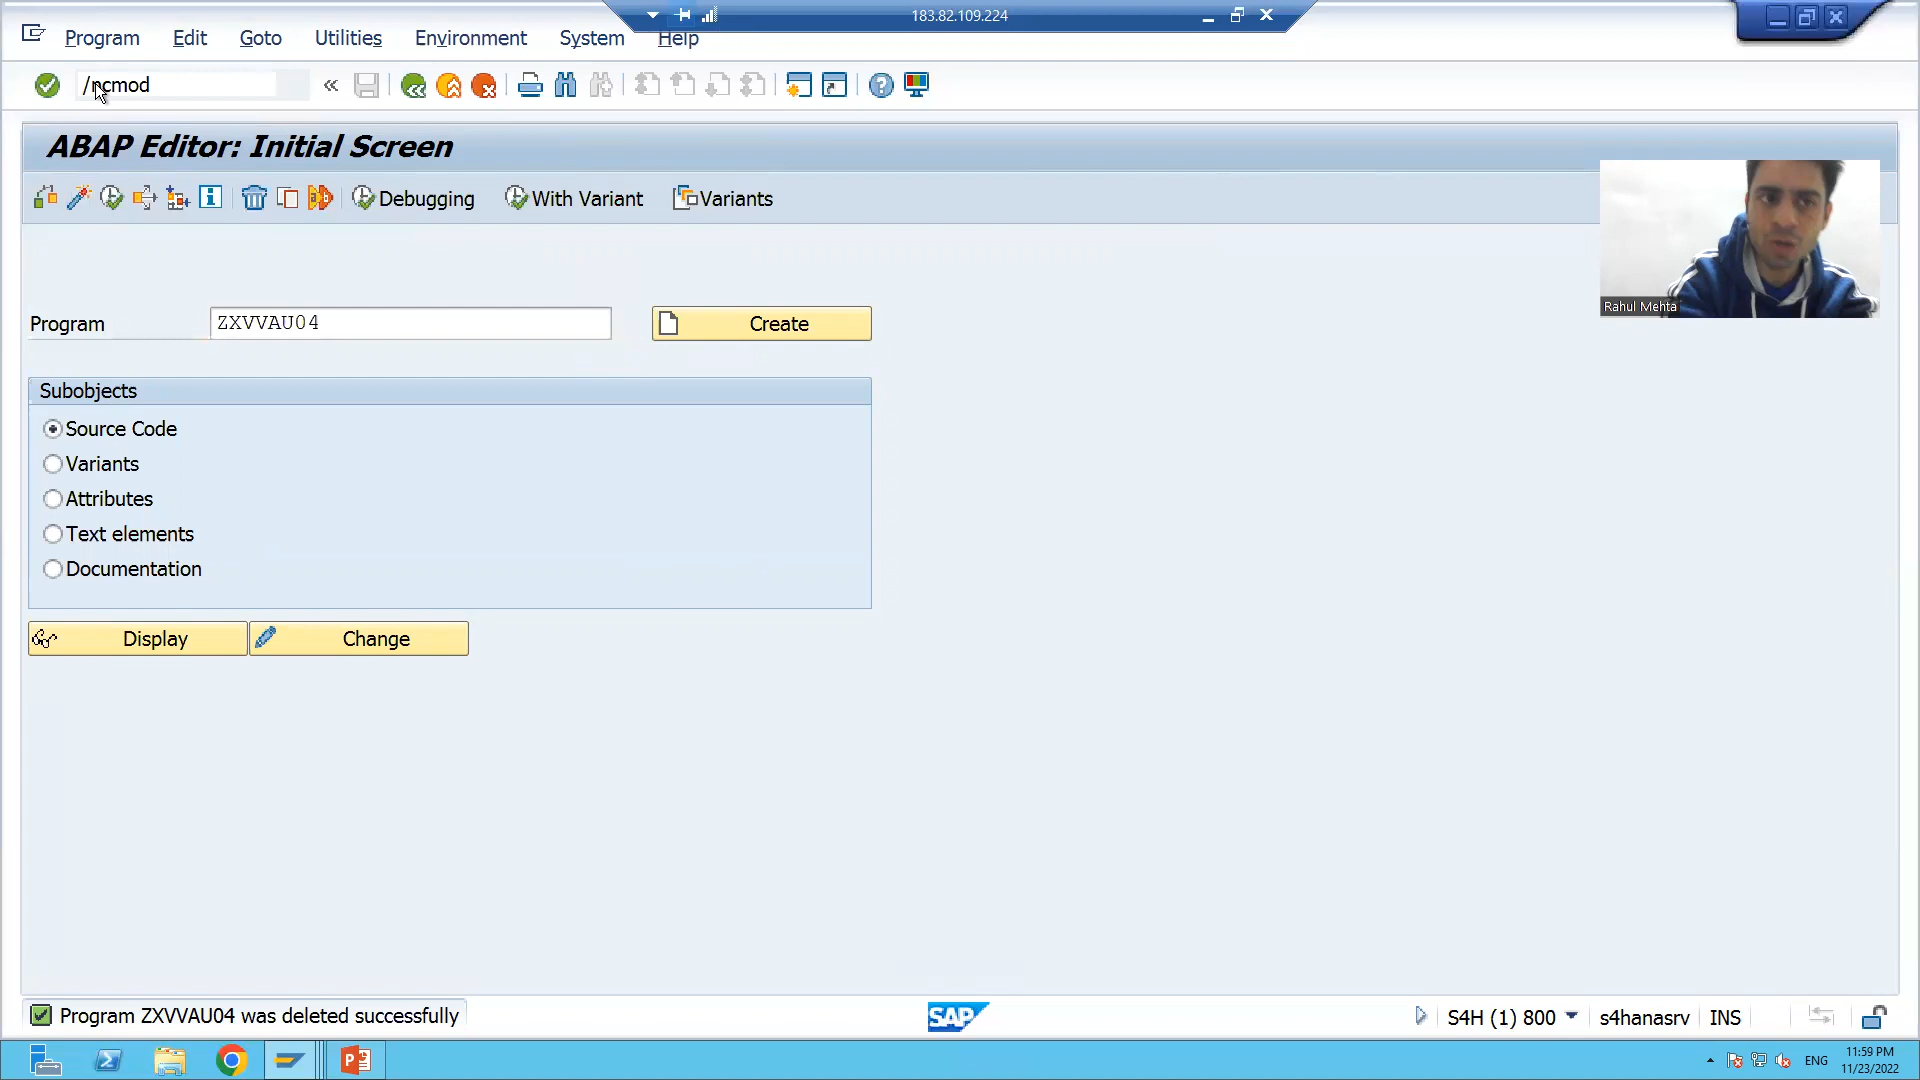 183.82.109.224
Program Edit Goto Utilities Environment System Help
/ncmod
ABAP Editor: Initial Screen
Debugging With Variant Variants
Rahul Mehta
Program ZXVVAU04 Create
Subobjects
Source Code
Variants
Attributes
Text elements
Documentation
Display Change
Program ZXVVAU04 was deleted successfully
SAP
S4H (1) 800 s4hanasrv INS
ENG
11:59 PM
11/23/2022